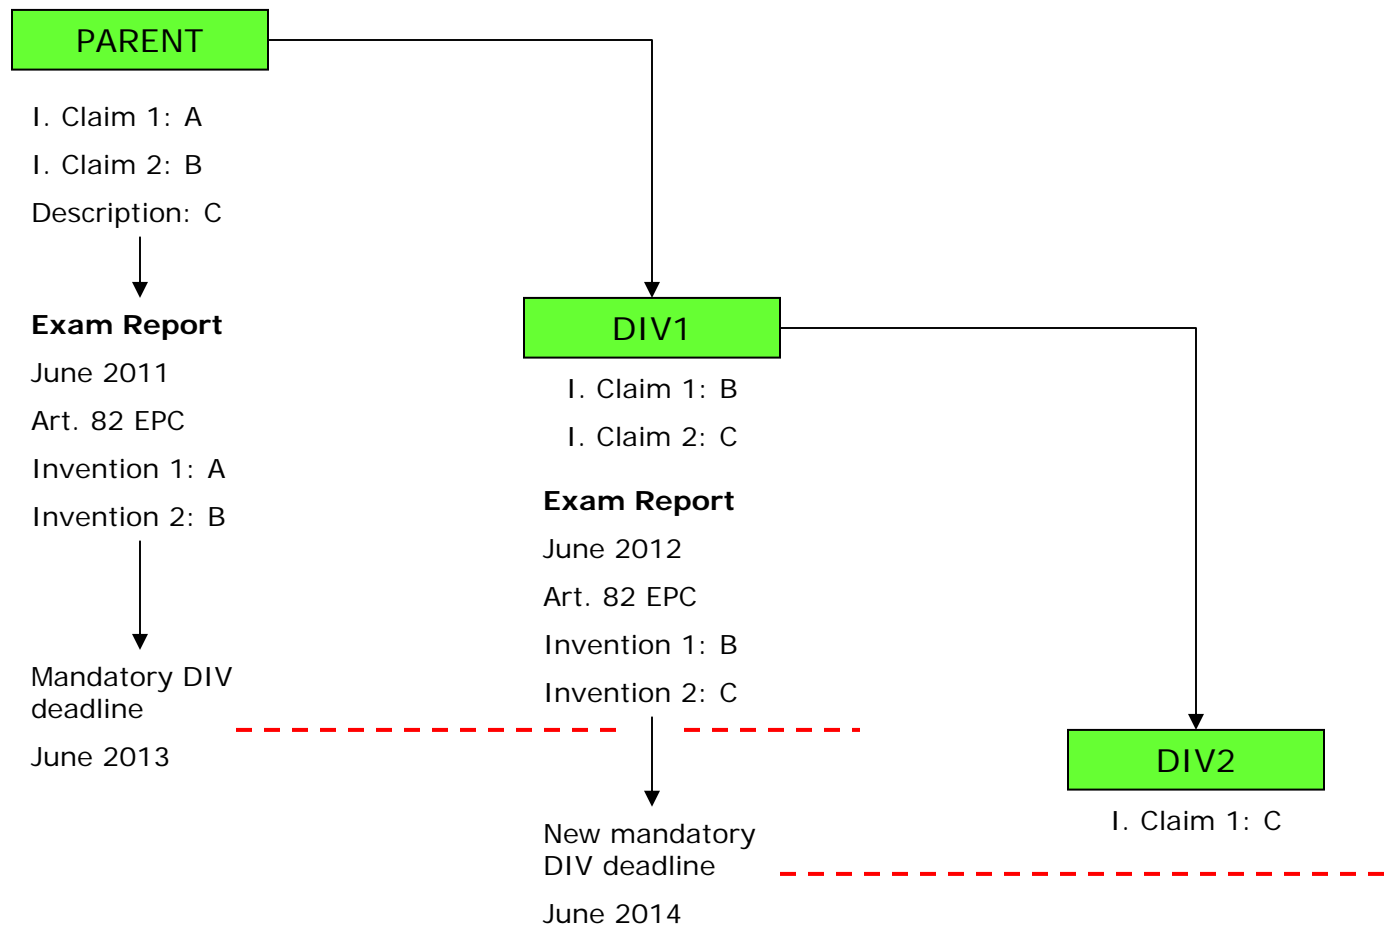 PARENT
I. Claim 1: A
I. Claim 2: B
Description: C
Exam Report
June 2011
Art. 82 EPC
Invention 1: A
Invention 2: B
Mandatory DIV
deadline
June 2013
DIV1
I. Claim 1: B
I. Claim 2: C
Exam Report
June 2012
Art. 82 EPC
Invention 1: B
Invention 2: C
New mandatory
DIV deadline
June 2014
DIV2
I. Claim 1: C